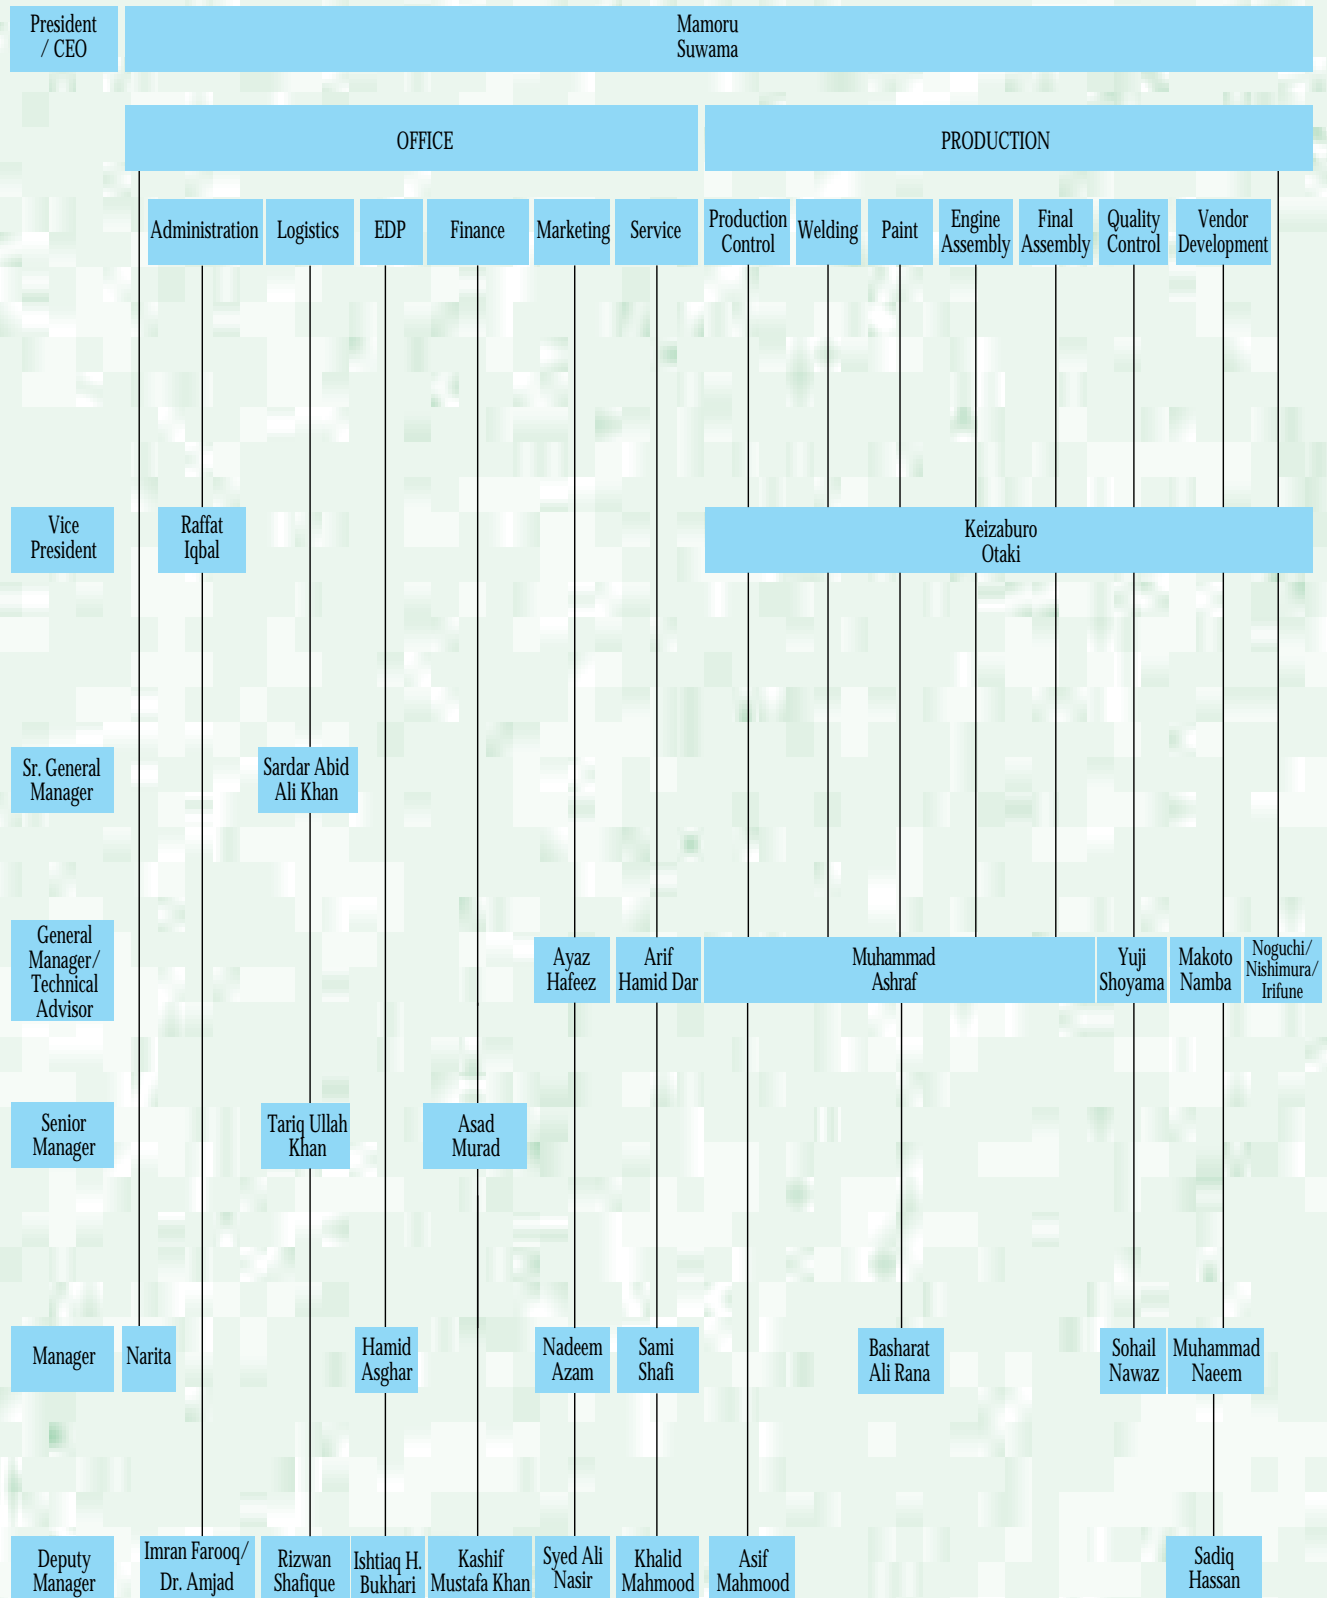 President
/ CEO
Mamoru
Suwama
OFFICE
PRODUCTION
Administration
Logistics
EDP
Finance
Marketing
Service
Production
Control
Welding
Paint
Engine
Assembly
Final
Assembly
Quality
Control
Vendor
Development
Vice
President
Raffat
Iqbal
Keizaburo
Otaki
Sr. General
Manager
Sardar Abid
Ali Khan
General
Manager/
Technical
Advisor
Ayaz
Hafeez
Arif
Hamid Dar
Muhammad
Ashraf
Yuji
Shoyama
Makoto
Namba
Noguchi/
Nishimura/
Irifune
Senior
Manager
Tariq Ullah
Khan
Asad
Murad
Manager
Narita
Hamid
Asghar
Nadeem
Azam
Sami
Shafi
Basharat
Ali Rana
Sohail
Nawaz
Muhammad
Naeem
Deputy
Manager
Imran Farooq/
Dr. Amjad
Rizwan
Shafique
Ishtiaq H.
Bukhari
Kashif
Mustafa Khan
Syed Ali
Nasir
Khalid
Mahmood
Asif
Mahmood
Sadiq
Hassan